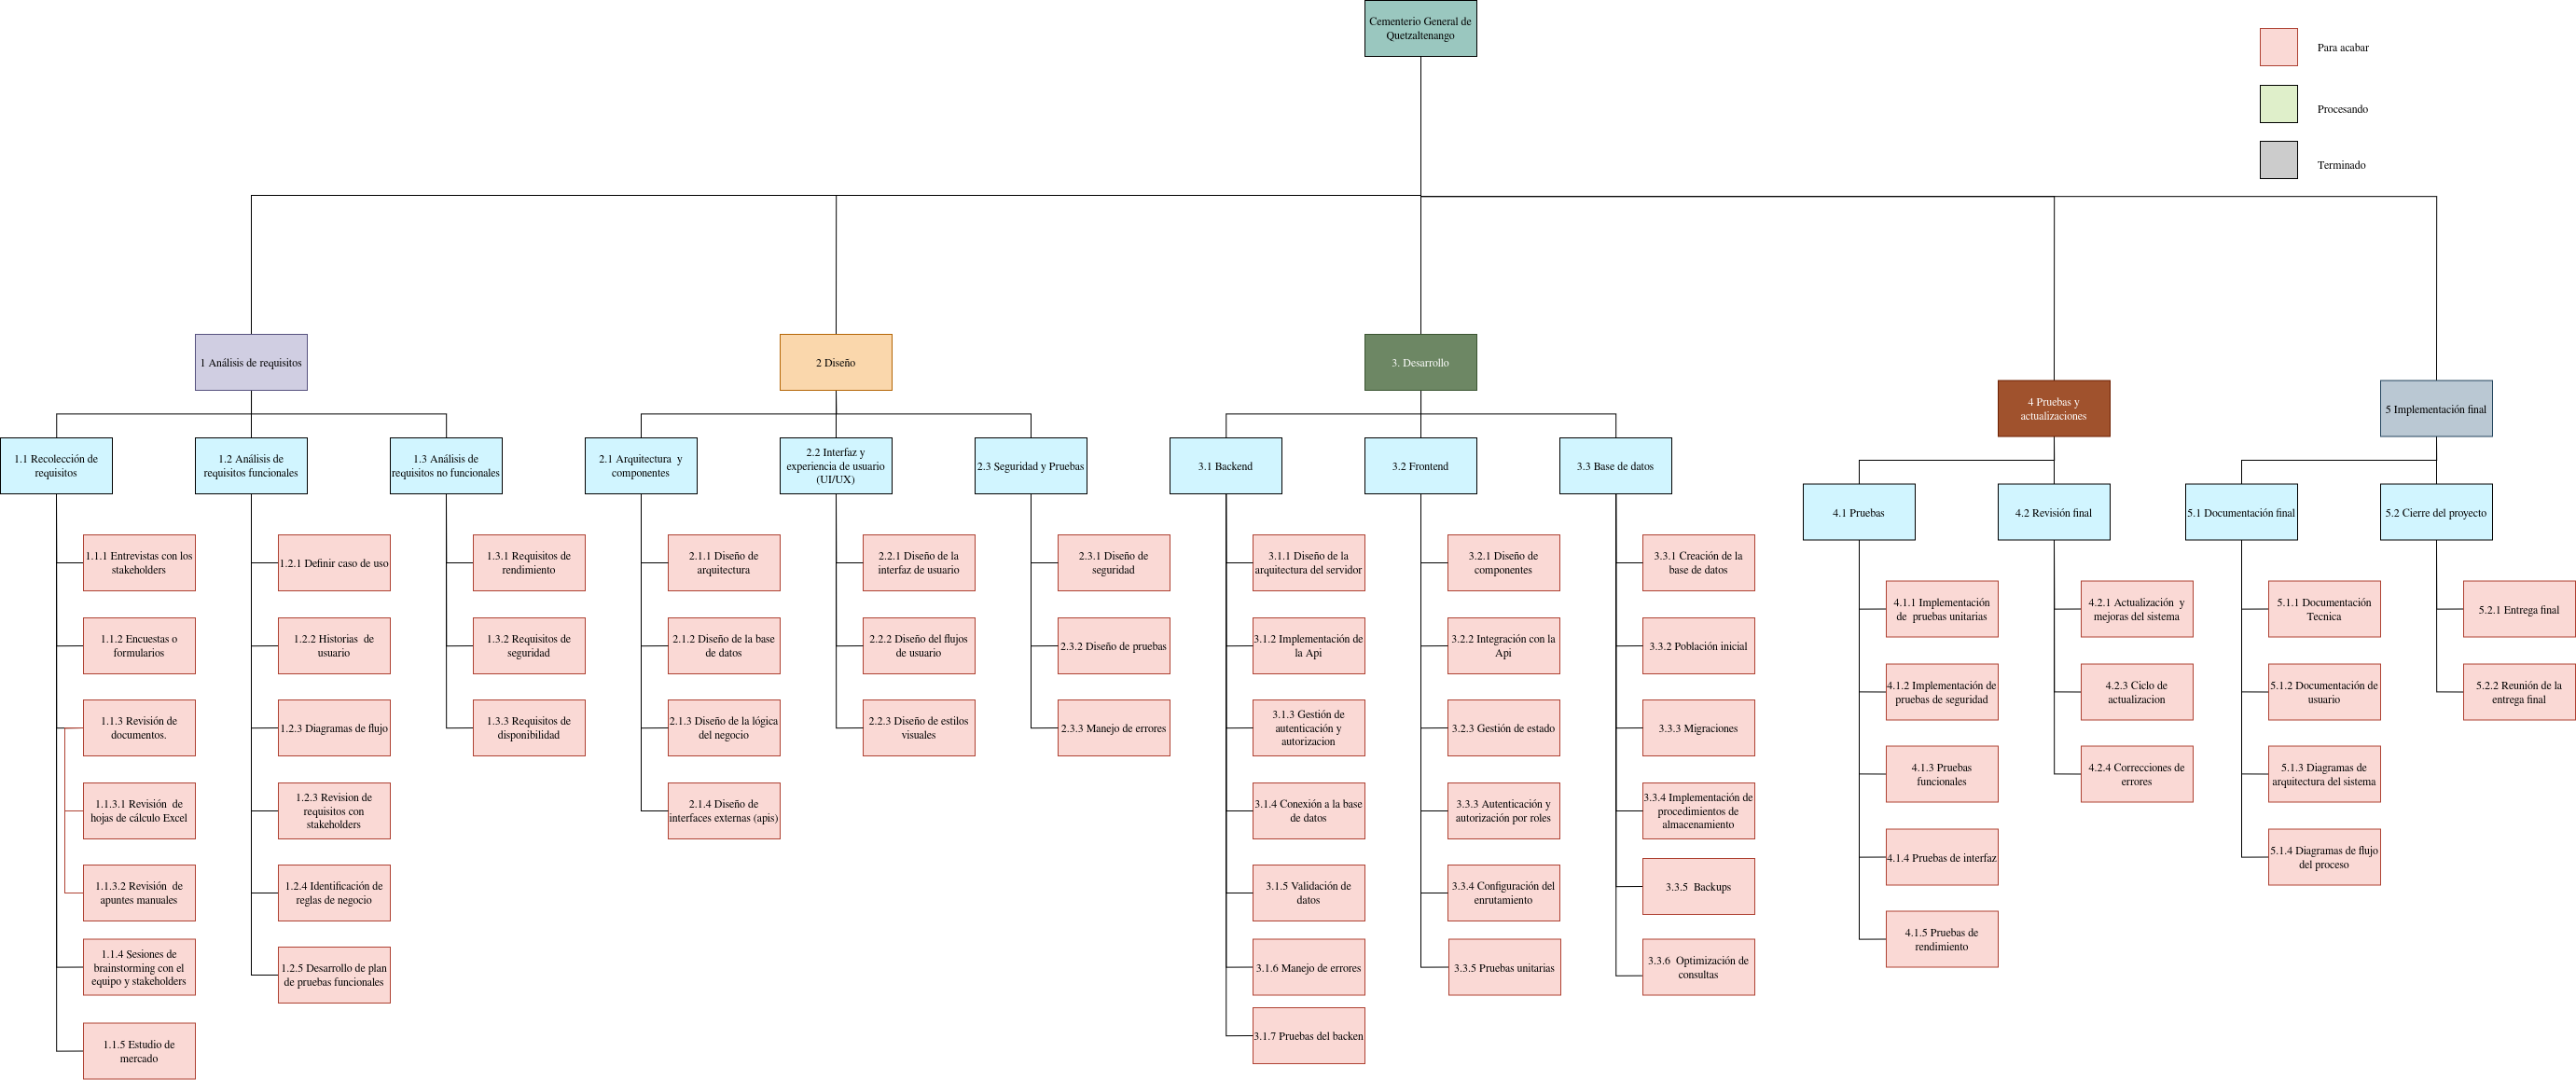 Cementerio General de
Quetzaltenango
Para acabar
Procesando
Terminado
1 Análisis de requisitos
2 Diseño
3. Desarrollo
4 Pruebas y
actualizaciones
5 Implementación final
1.1 Recolección de
requisitos
1.2 Análisis de
requisitos funcionales
1.3 Análisis de
requisitos no funcionales
2.1 Arquitectura  y
componentes
2.2 Interfaz y
experiencia de usuario
(UI/UX)
2.3 Seguridad y Pruebas
3.1 Backend
3.2 Frontend
3.3 Base de datos
4.1 Pruebas
4.2 Revisión final
5.1 Documentación final
5.2 Cierre del proyecto
1.1.1 Entrevistas con los
stakeholders
1.1.2 Encuestas o
formularios
1.1.3 Revisión de
documentos.
1.1.3.1 Revisión  de
hojas de cálculo Excel
1.1.3.2 Revisión  de
apuntes manuales
1.1.4 Sesiones de
brainstorming con el
equipo y stakeholders
1.1.5 Estudio de
mercado
1.2.1 Definir caso de uso
1.2.2 Historias  de
usuario
1.2.3 Diagramas de flujo
1.2.3 Revision de
requisitos con
stakeholders
1.2.4 Identificación de
reglas de negocio
1.2.5 Desarrollo de plan
de pruebas funcionales
1.3.1 Requisitos de
rendimiento
1.3.2 Requisitos de
seguridad
1.3.3 Requisitos de
disponibilidad
2.1.1 Diseño de
arquitectura
2.1.2 Diseño de la base
de datos
2.1.3 Diseño de la lógica
del negocio
2.1.4 Diseño de
interfaces externas (apis)
2.2.1 Diseño de la
interfaz de usuario
2.2.2 Diseño del flujos
de usuario
2.2.3 Diseño de estilos
visuales
2.3.1 Diseño de
seguridad
2.3.2 Diseño de pruebas
2.3.3 Manejo de errores
3.1.1 Diseño de la
arquitectura del servidor
3.1.2 Implementación de
la Api
3.1.3 Gestión de
autenticación y
autorizacion
3.1.4 Conexión a la base
de datos
3.1.5 Validación de
datos
3.1.6 Manejo de errores
3.1.7 Pruebas del backen
3.2.1 Diseño de
componentes
3.2.2 Integración con la
Api
3.2.3 Gestión de estado
3.3.3 Autenticación y
autorización por roles
3.3.4 Configuración del
enrutamiento
3.3.5 Pruebas unitarias
3.3.1 Creación de la
base de datos
3.3.2 Población inicial
3.3.3 Migraciones
3.3.4 Implementación de
procedimientos de
almacenamiento
3.3.5  Backups
3.3.6  Optimización de
consultas
4.1.1 Implementación
de  pruebas unitarias
4.1.2 Implementación de
pruebas de seguridad
4.1.3 Pruebas
funcionales
4.1.4 Pruebas de interfaz
4.1.5 Pruebas de
rendimiento
4.2.1 Actualización  y
mejoras del sistema
4.2.3 Ciclo de
actualizacion
4.2.4 Correcciones de
errores
5.1.1 Documentación
Tecnica
5.1.2 Documentación de
usuario
5.1.3 Diagramas de
arquitectura del sistema
5.1.4 Diagramas de flujo
del proceso
5.2.1 Entrega final
5.2.2 Reunión de la
entrega final